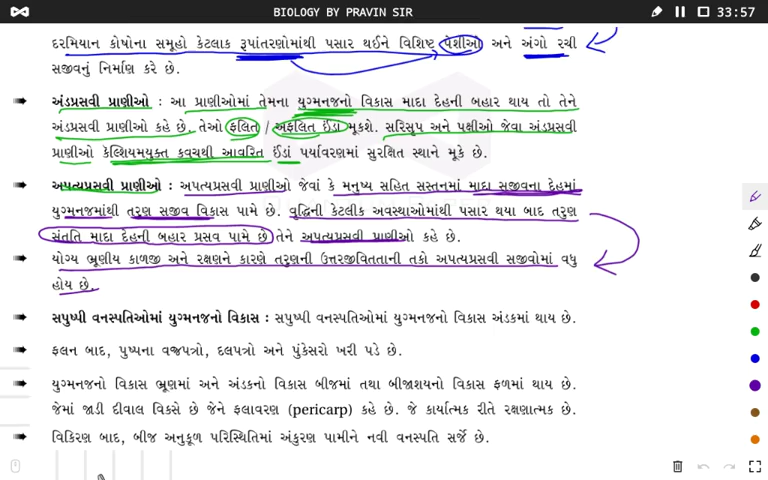 BIOLOGY BY PRAVIN SIR
33:57
દરમિયાન કોષોના સમૂહો કેટલાક રૂપાંતરણોમાંથી પસાર થઈને વિશિષ્ટ પેશીઓ અને અંગો રચી
સજીવનું નિર્માણ કરે છે.
અંડપ્રસવી પ્રાણીઓ : આ પ્રાણીઓમાં તેમના યુગ્મનજનો વિકાસ માદા દેહની બહાર થાય તો તેને
અંડપ્રસવી પ્રાણીઓ કહે છે. તેઓ ફલિત / અફલિત ઈંડા મૂકશે. સરિસૃપ અને પક્ષીઓ જેવા અંડપ્રસવી
પ્રાણીઓ કેલ્શિયમયુક્ત કવચથી આવરિત ઈંડાં પર્યાવરણમાં સુરક્ષિત સ્થાને મૂકે છે.
અપત્યપ્રસવી પ્રાણીઓ : અપત્યપ્રસવી પ્રાણીઓ જેવાં કે મનુષ્ય સહિત સસ્તનમાં માદા સજીવના દેહમાં
યુગ્મનજમાંથી તરુણ સજીવ વિકાસ પામે છે. વૃદ્ધિની કેટલીક અવસ્થાઓમાંથી પસાર થયા બાદ તરુણ
સંતતિ માદા દેહની બહાર પ્રસવ પામે છે તેને અપત્યપ્રસવી પ્રાણીઓ કહે છે.
યોગ્ય ભ્રૂણીય કાળજી અને રક્ષણને કારણે તરુણની ઉત્તરજીવિતતાની તકો અપત્યપ્રસવી સજીવોમાં વધુ
હોય છે.
સપુષ્પી વનસ્પતિઓમાં યુગ્મનજનો વિકાસ : સપુષ્પી વનસ્પતિઓમાં યુગ્મનજનો વિકાસ અંડકમાં થાય છે.
ફલન બાદ, પુષ્પના વજ્રપત્રો, દલપત્રો અને પુંકેસરો ખરી પડે છે.
યુગ્મનજનો વિકાસ ભ્રૂણમાં અને અંડકનો વિકાસ બીજમાં તથા બીજાશયનો વિકાસ ફળમાં થાય છે.
જેમાં જાડી દીવાલ વિકસે છે જેને ફલાવરણ (pericarp) કહે છે. જે કાર્યાત્મક રીતે રક્ષણાત્મક છે.
વિકિરણ બાદ, બીજ અનુકૂળ પરિસ્થિતિમાં અંકુરણ પામીને નવી વનસ્પતિ સર્જે છે.